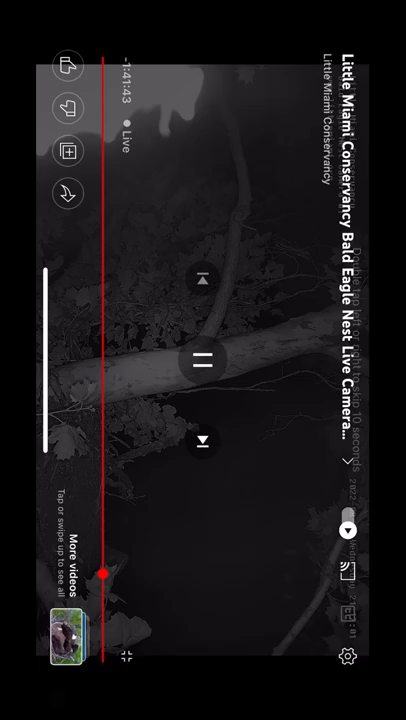 Little Miami Conservancy Bald Eagle Nest Live Camera...
Little Miami Conservancy
Double tap left or right to skip 10 seconds
-1:41:43
Live
More videos
Tap or swipe up to see all